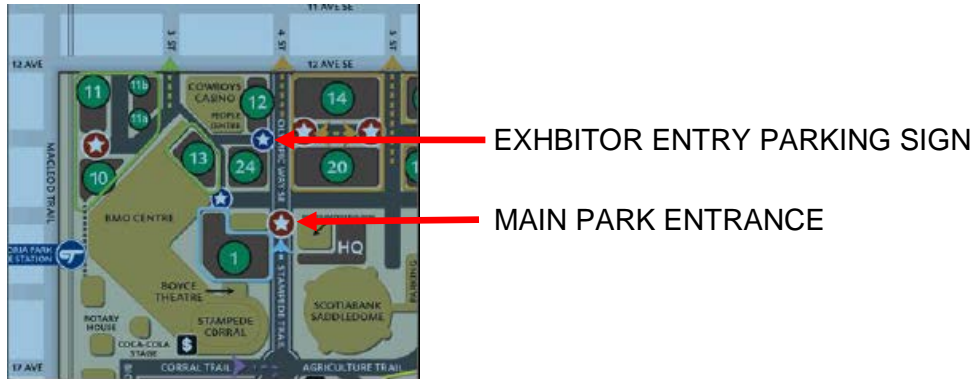 11 AVE SE
3 ST
4 ST
5 ST
12 AVE
12 AVE SE
11
11b
11a
COWBOYS
CASINO
12
14
PEOPLE
CENTRE
OLYMPIC WAY SE
EXHBITOR ENTRY PARKING SIGN
MACLEOD TRAIL
10
13
24
20
BMO CENTRE
MAIN PARK ENTRANCE
HQ
1
STAMPEDE TRAIL
BOYCE
THEATRE
SCOTIABANK
SADDLEDOME
PARKING
ROTARY
HOUSE
STAMPEDE
CORRAL
COCA-COLA
STAGE
$
17 AVE
CORRAL TRAIL
AGRICULTURE TRAIL